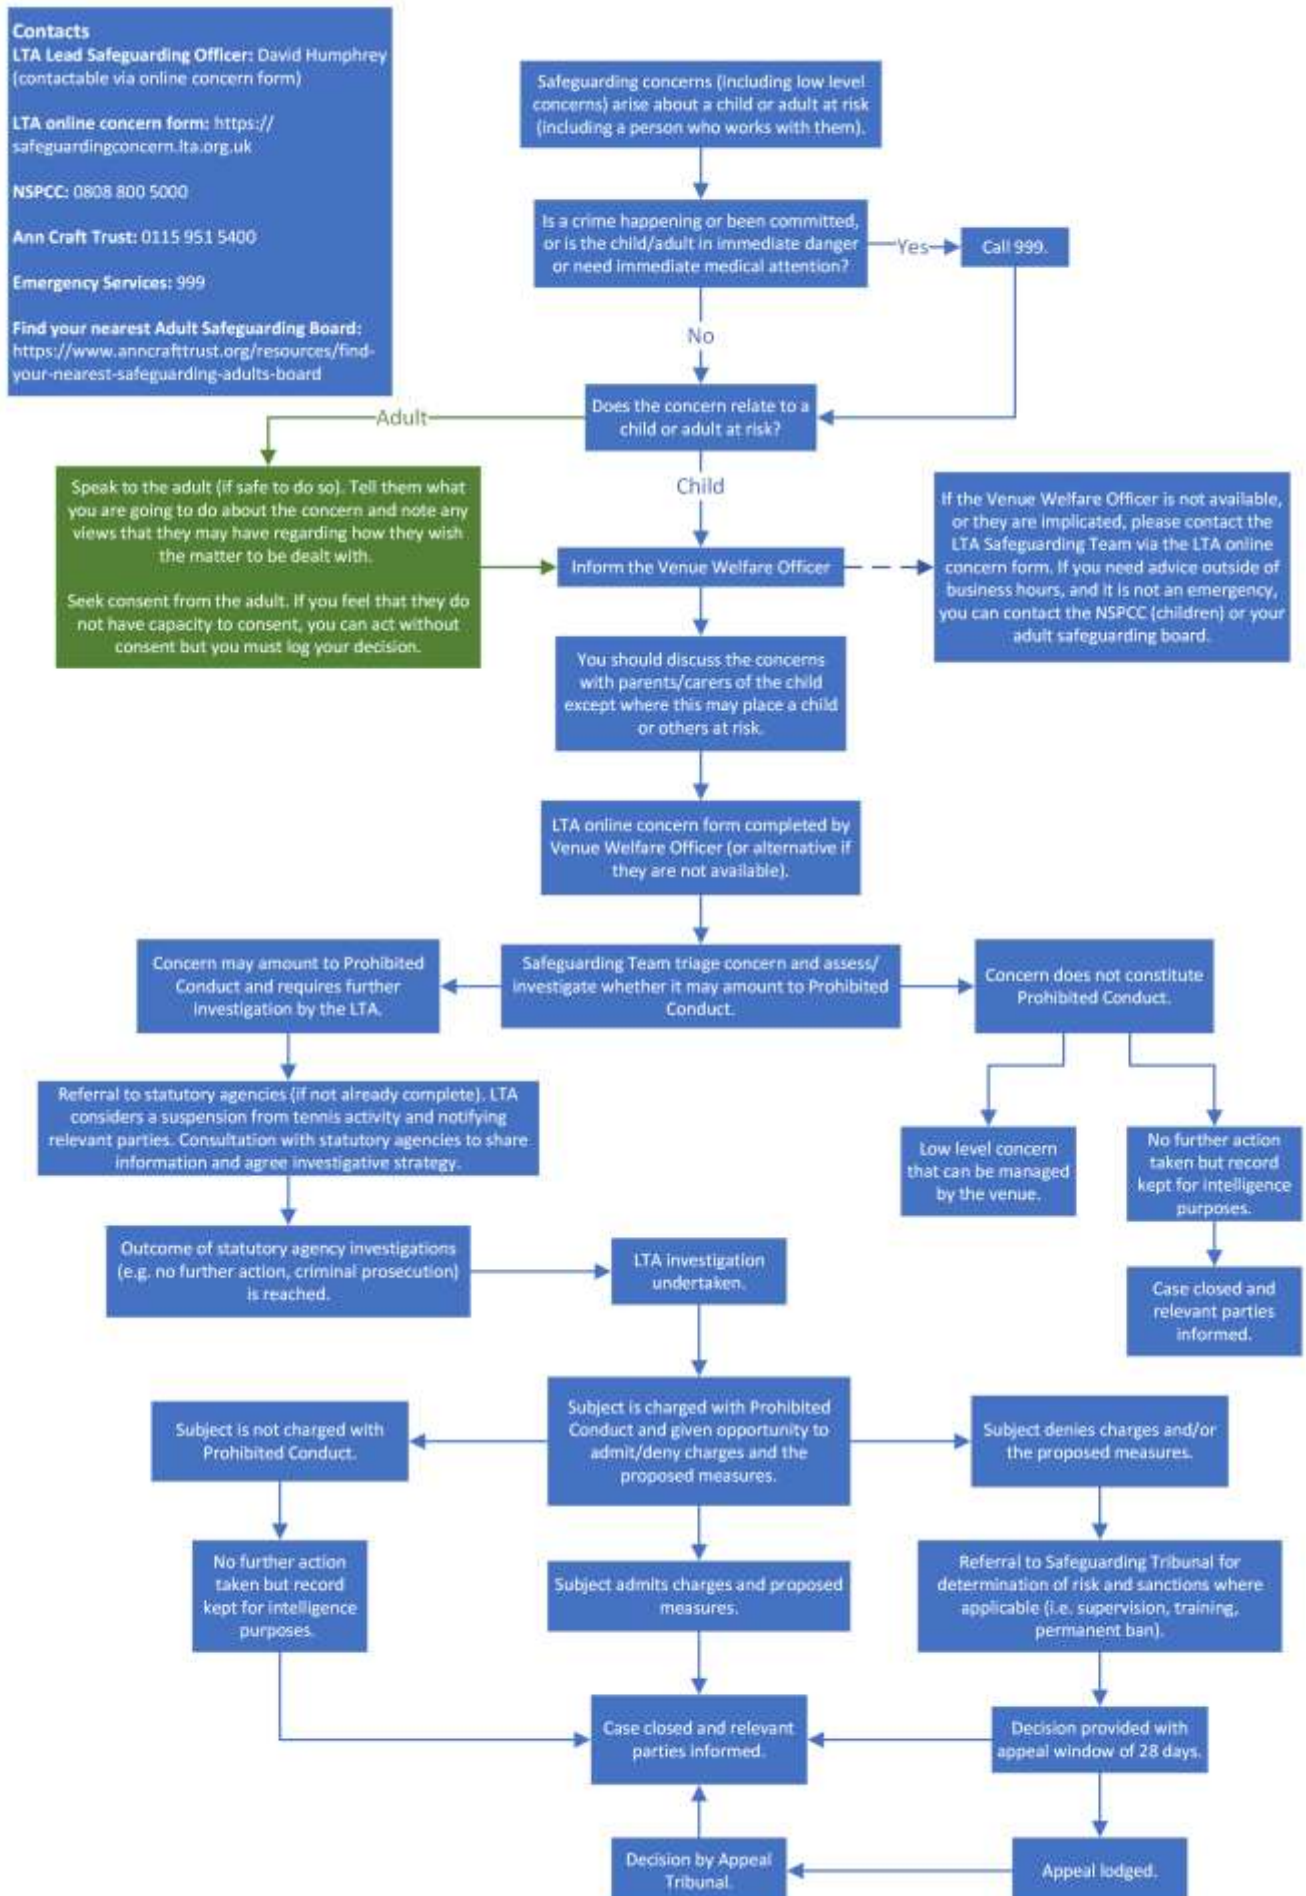 Contacts
LTA Lead Safeguarding Officer: David Humphrey
(contactable via online concern form)
LTA online concern form: https://
safeguardingconcern.lta.org.uk
NSPCC: 0808 800 5000
Ann Craft Trust: 0115 951 5400
Emergency Services: 999
Find your nearest Adult Safeguarding Board:
https://www.anncrafttrust.org/resources/find-
your-nearest-safeguarding-adults-board
Safeguarding concerns (including low level
concerns) arise about a child or adult at risk
(including a person who works with them).
Is a crime happening or been committed,
or is the child/adult in immediate danger
or need immediate medical attention?
Yes
Call 999.
No
Does the concern relate to a
child or adult at risk?
Adult
Child
Speak to the adult (if safe to do so). Tell them what
you are going to do about the concern and note any
views that they may have regarding how they wish
the matter to be dealt with.
Seek consent from the adult. If you feel that they do
not have capacity to consent, you can act without
consent but you must log your decision.
Inform the Venue Welfare Officer
If the Venue Welfare Officer is not available,
or they are implicated, please contact the
LTA Safeguarding Team via the LTA online
concern form. If you need advice outside of
business hours, and it is not an emergency,
you can contact the NSPCC (children) or your
adult safeguarding board.
You should discuss the concerns
with parents/carers of the child
except where this may place a child
or others at risk.
LTA online concern form completed by
Venue Welfare Officer (or alternative if
they are not available).
Safeguarding Team triage concern and assess/
investigate whether it may amount to Prohibited
Conduct.
Concern may amount to Prohibited
Conduct and requires further
investigation by the LTA.
Concern does not constitute
Prohibited Conduct.
Referral to statutory agencies (if not already complete). LTA
considers a suspension from tennis activity and notifying
relevant parties. Consultation with statutory agencies to share
information and agree investigative strategy.
Low level concern
that can be managed
by the venue.
No further action
taken but record
kept for intelligence
purposes.
Outcome of statutory agency investigations
(e.g. no further action, criminal prosecution)
is reached.
LTA investigation
undertaken.
Case closed and
relevant parties
informed.
Subject is not charged with
Prohibited Conduct.
Subject is charged with Prohibited
Conduct and given opportunity to
admit/deny charges and the
proposed measures.
Subject denies charges and/or
the proposed measures.
No further action
taken but record
kept for intelligence
purposes.
Subject admits charges and proposed
measures.
Referral to Safeguarding Tribunal for
determination of risk and sanctions where
applicable (i.e. supervision, training,
permanent ban).
Case closed and relevant
parties informed.
Decision provided with
appeal window of 28 days.
Decision by Appeal
Tribunal.
Appeal lodged.